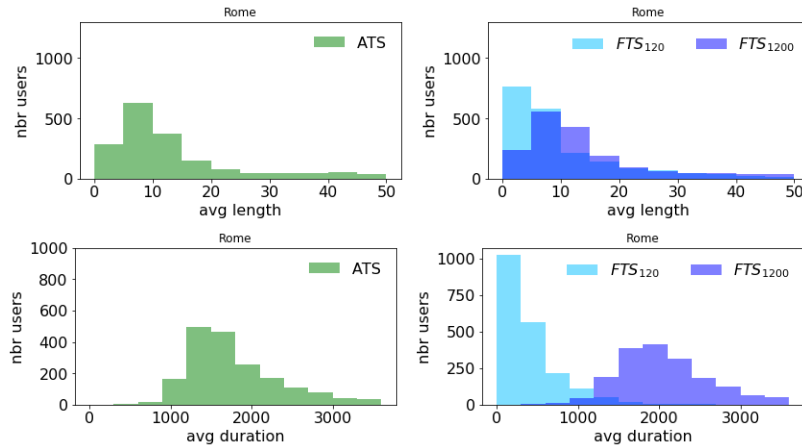 Rome
nbr users
1000
500
0
ATS
0 10 20 30 40 50
avg length
Rome
nbr users
1000
500
0
FTS120 FTS1200
0 10 20 30 40 50
avg length
Rome
nbr users
1000
800
600
400
200
0
ATS
0 1000 2000 3000
avg duration
Rome
nbr users
1000
750
500
250
0
FTS120 FTS1200
0 1000 2000 3000
avg duration